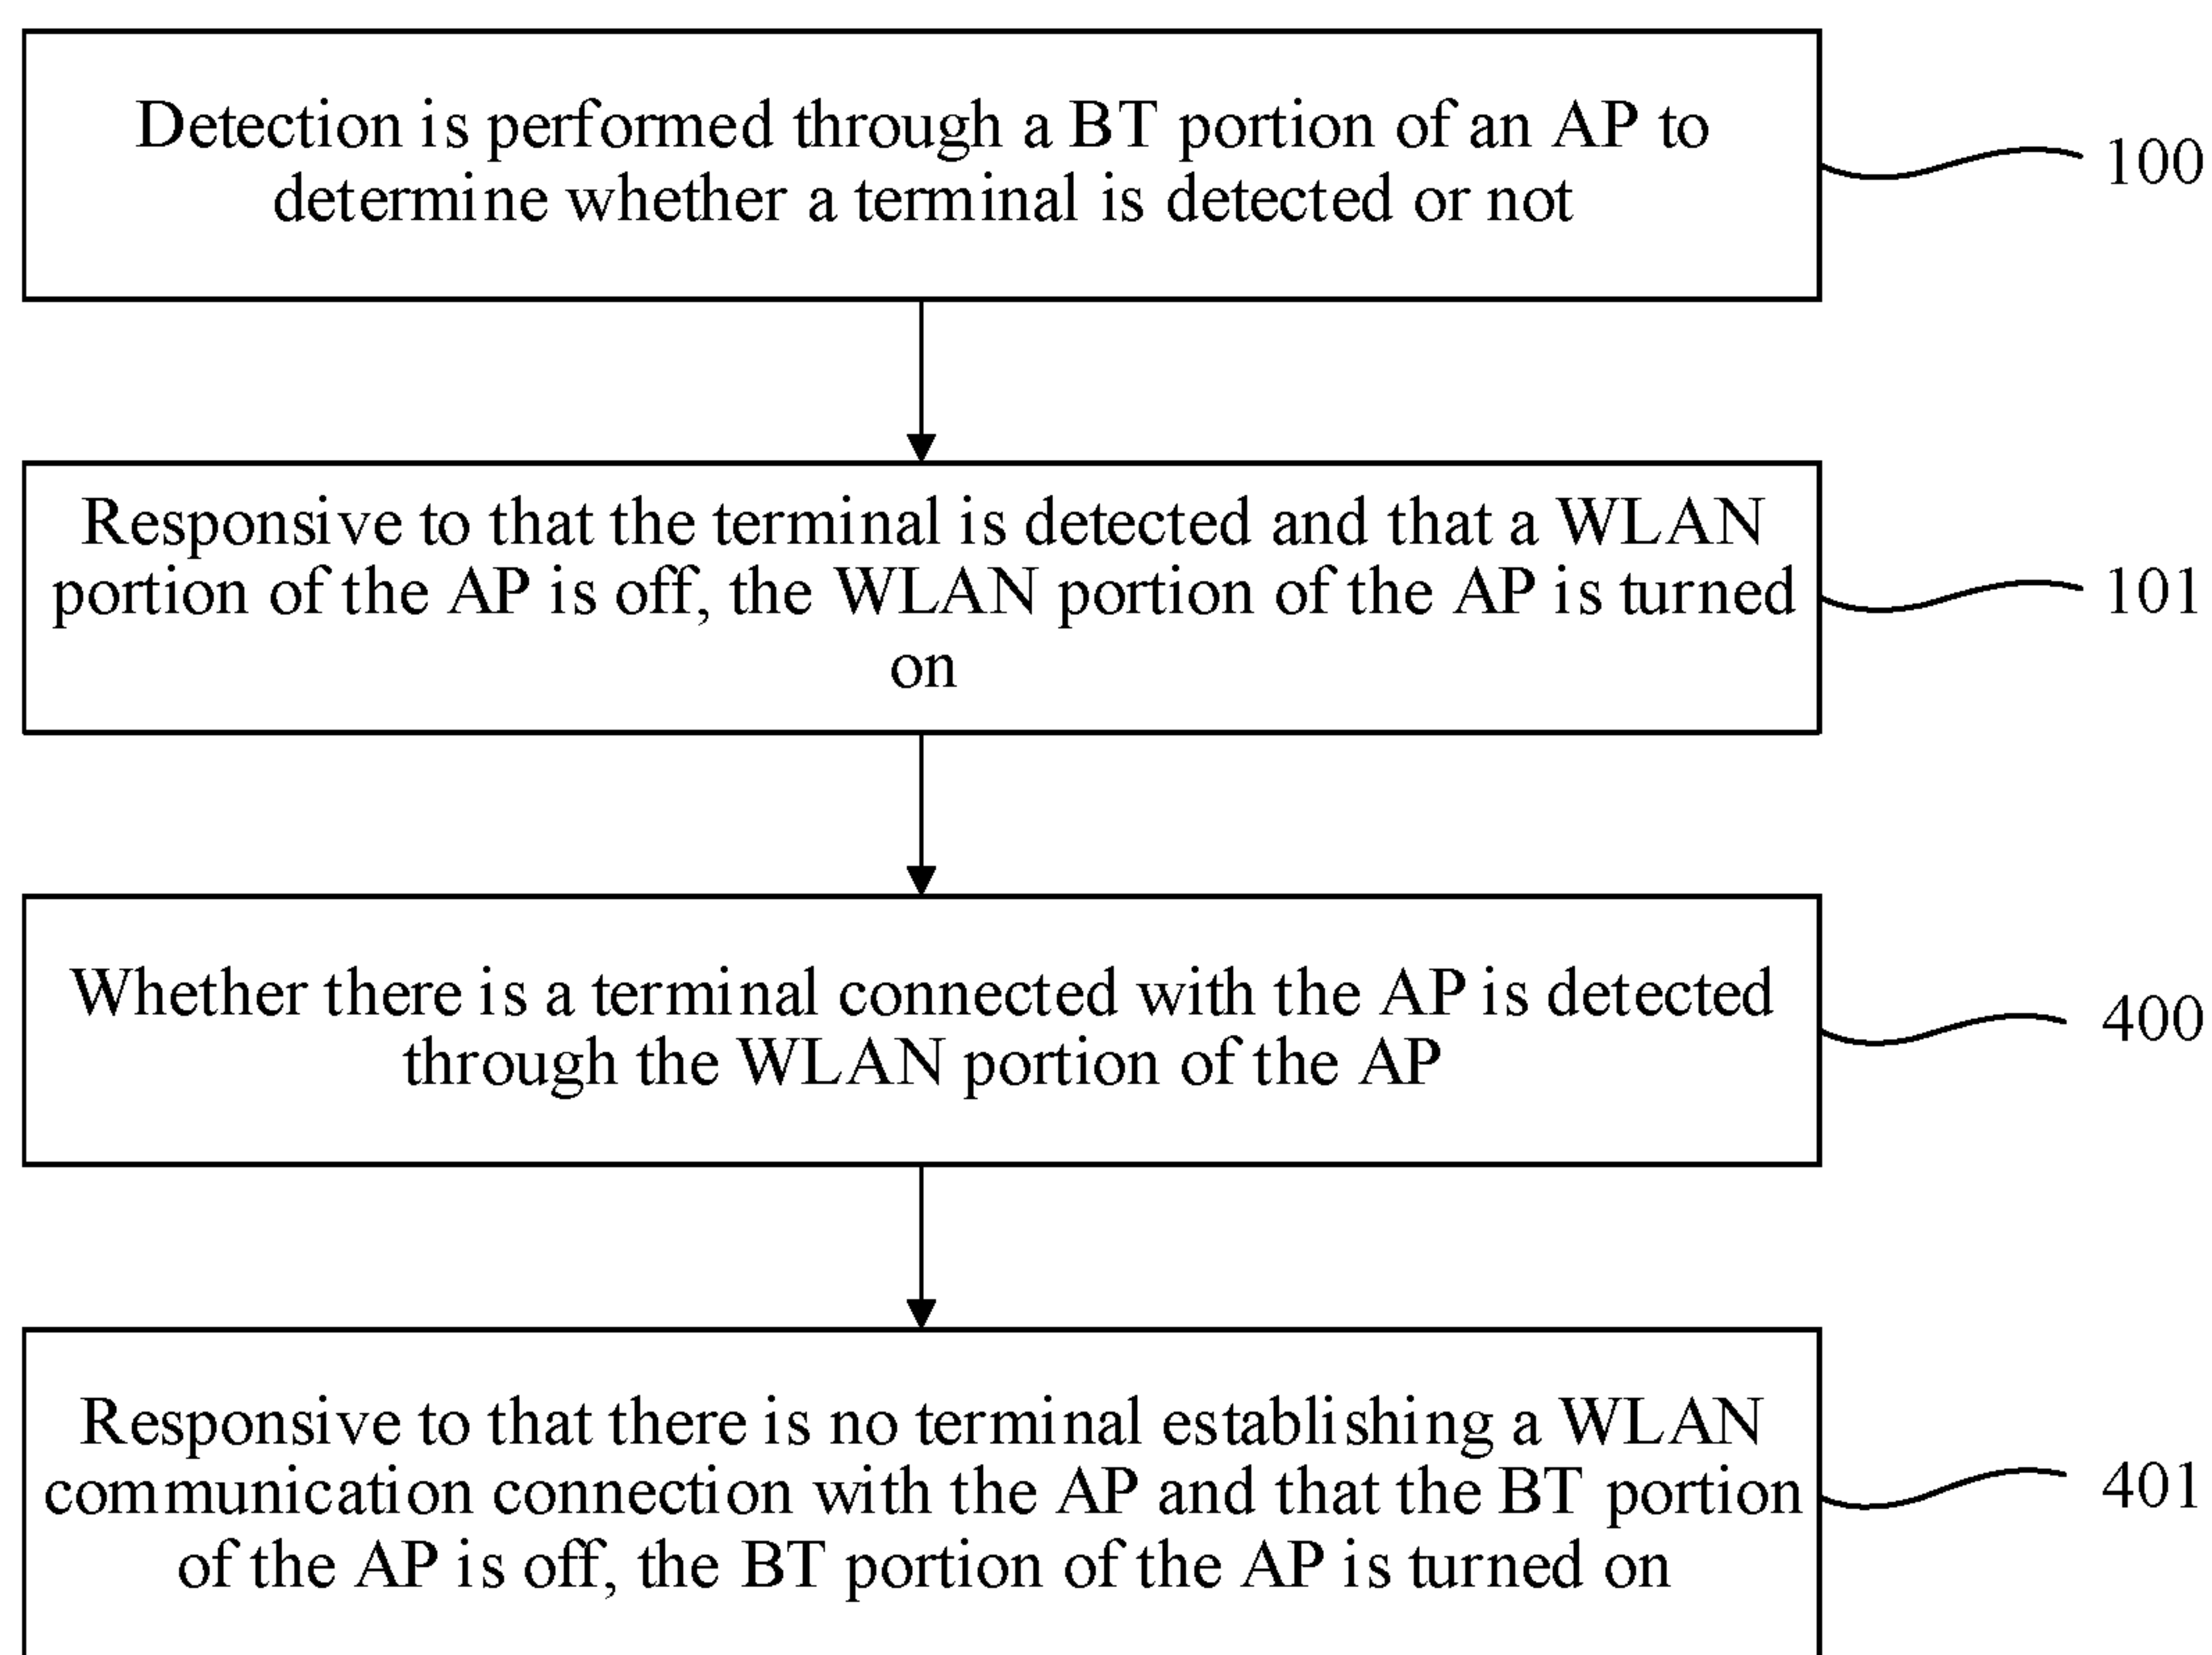 Detection is performed through a BT portion of an AP to
determine whether a terminal is detected or not
100
Responsive to that the terminal is detected and that a WLAN
portion of the AP is off, the WLAN portion of the AP is turned
on
101
Whether there is a terminal connected with the AP is detected
through the WLAN portion of the AP
400
Responsive to that there is no terminal establishing a WLAN
communication connection with the AP and that the BT portion
of the AP is off, the BT portion of the AP is turned on
401